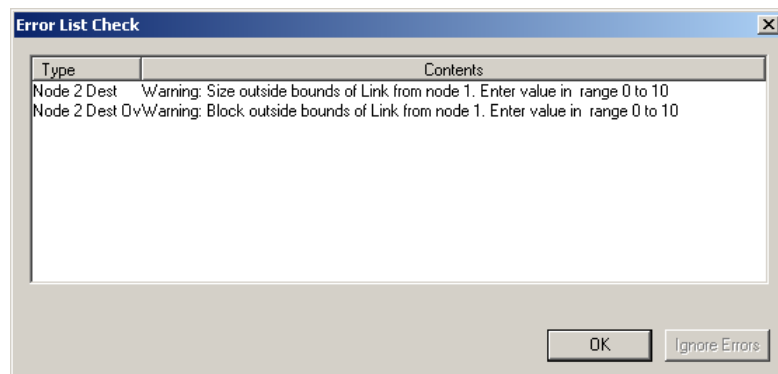 Error List Check
Type Contents
Node 2 Dest Warning: Size outside bounds of Link from node 1. Enter value in range 0 to 10
Node 2 Dest Ov Warning: Block outside bounds of Link from node 1. Enter value in range 0 to 10
OK Ignore Errors